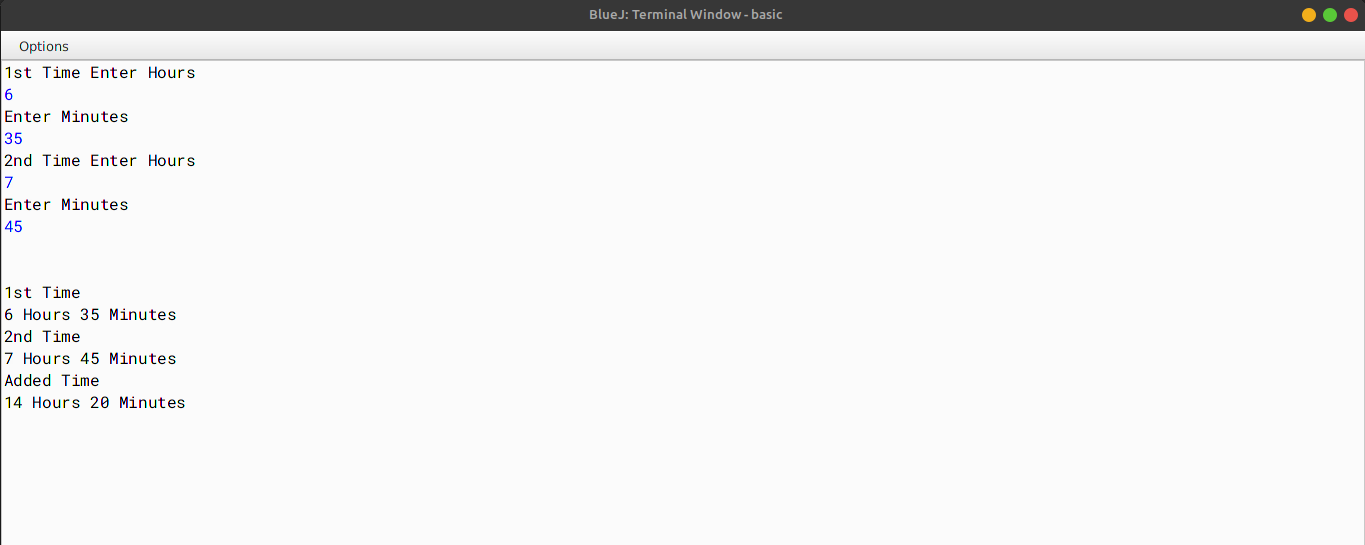 BlueJ: Terminal Window - basic
Options
1st Time Enter Hours
6
Enter Minutes
35
2nd Time Enter Hours
7
Enter Minutes
45
1st Time
6 Hours 35 Minutes
2nd Time
7 Hours 45 Minutes
Added Time
14 Hours 20 Minutes